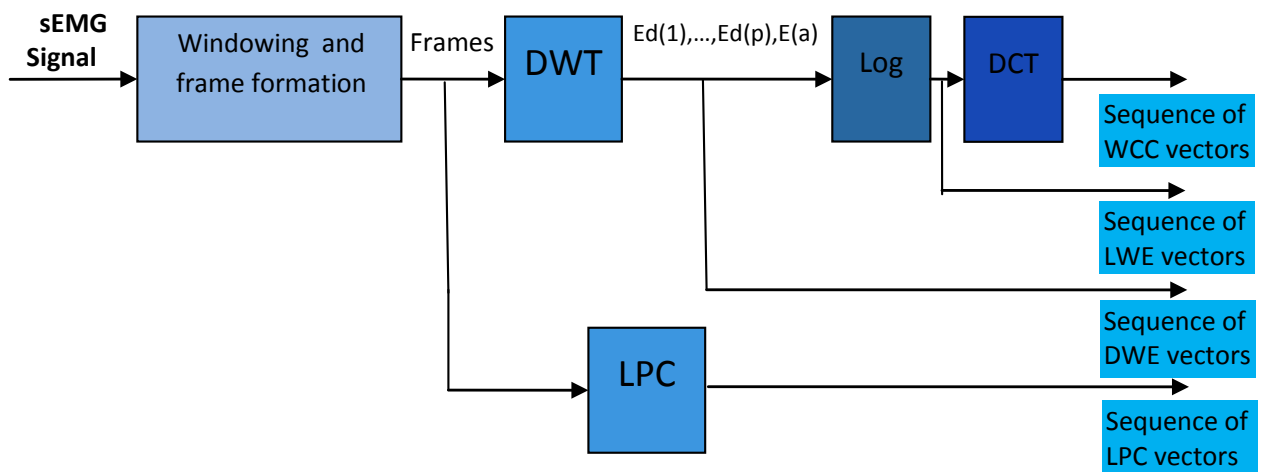 sEMG
Signal
Windowing and
frame formation
Frames
DWT
Ed(1),...,Ed(p),E(a)
Log
DCT
Sequence of
WCC vectors
Sequence of
LWE vectors
Sequence of
DWE vectors
LPC
Sequence of
LPC vectors